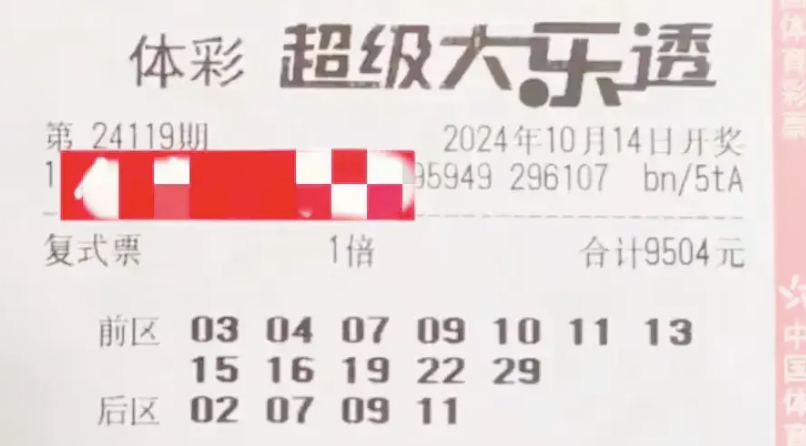 体彩 超级大乐透
第 24119期 2024年10月14日开奖
1 95949 296107 bn/5tA
复式票 1倍 合计9504元
前区 03 04 07 09 10 11 13
15 16 19 22 29
后区 02 07 09 11
体育彩票
中国体育